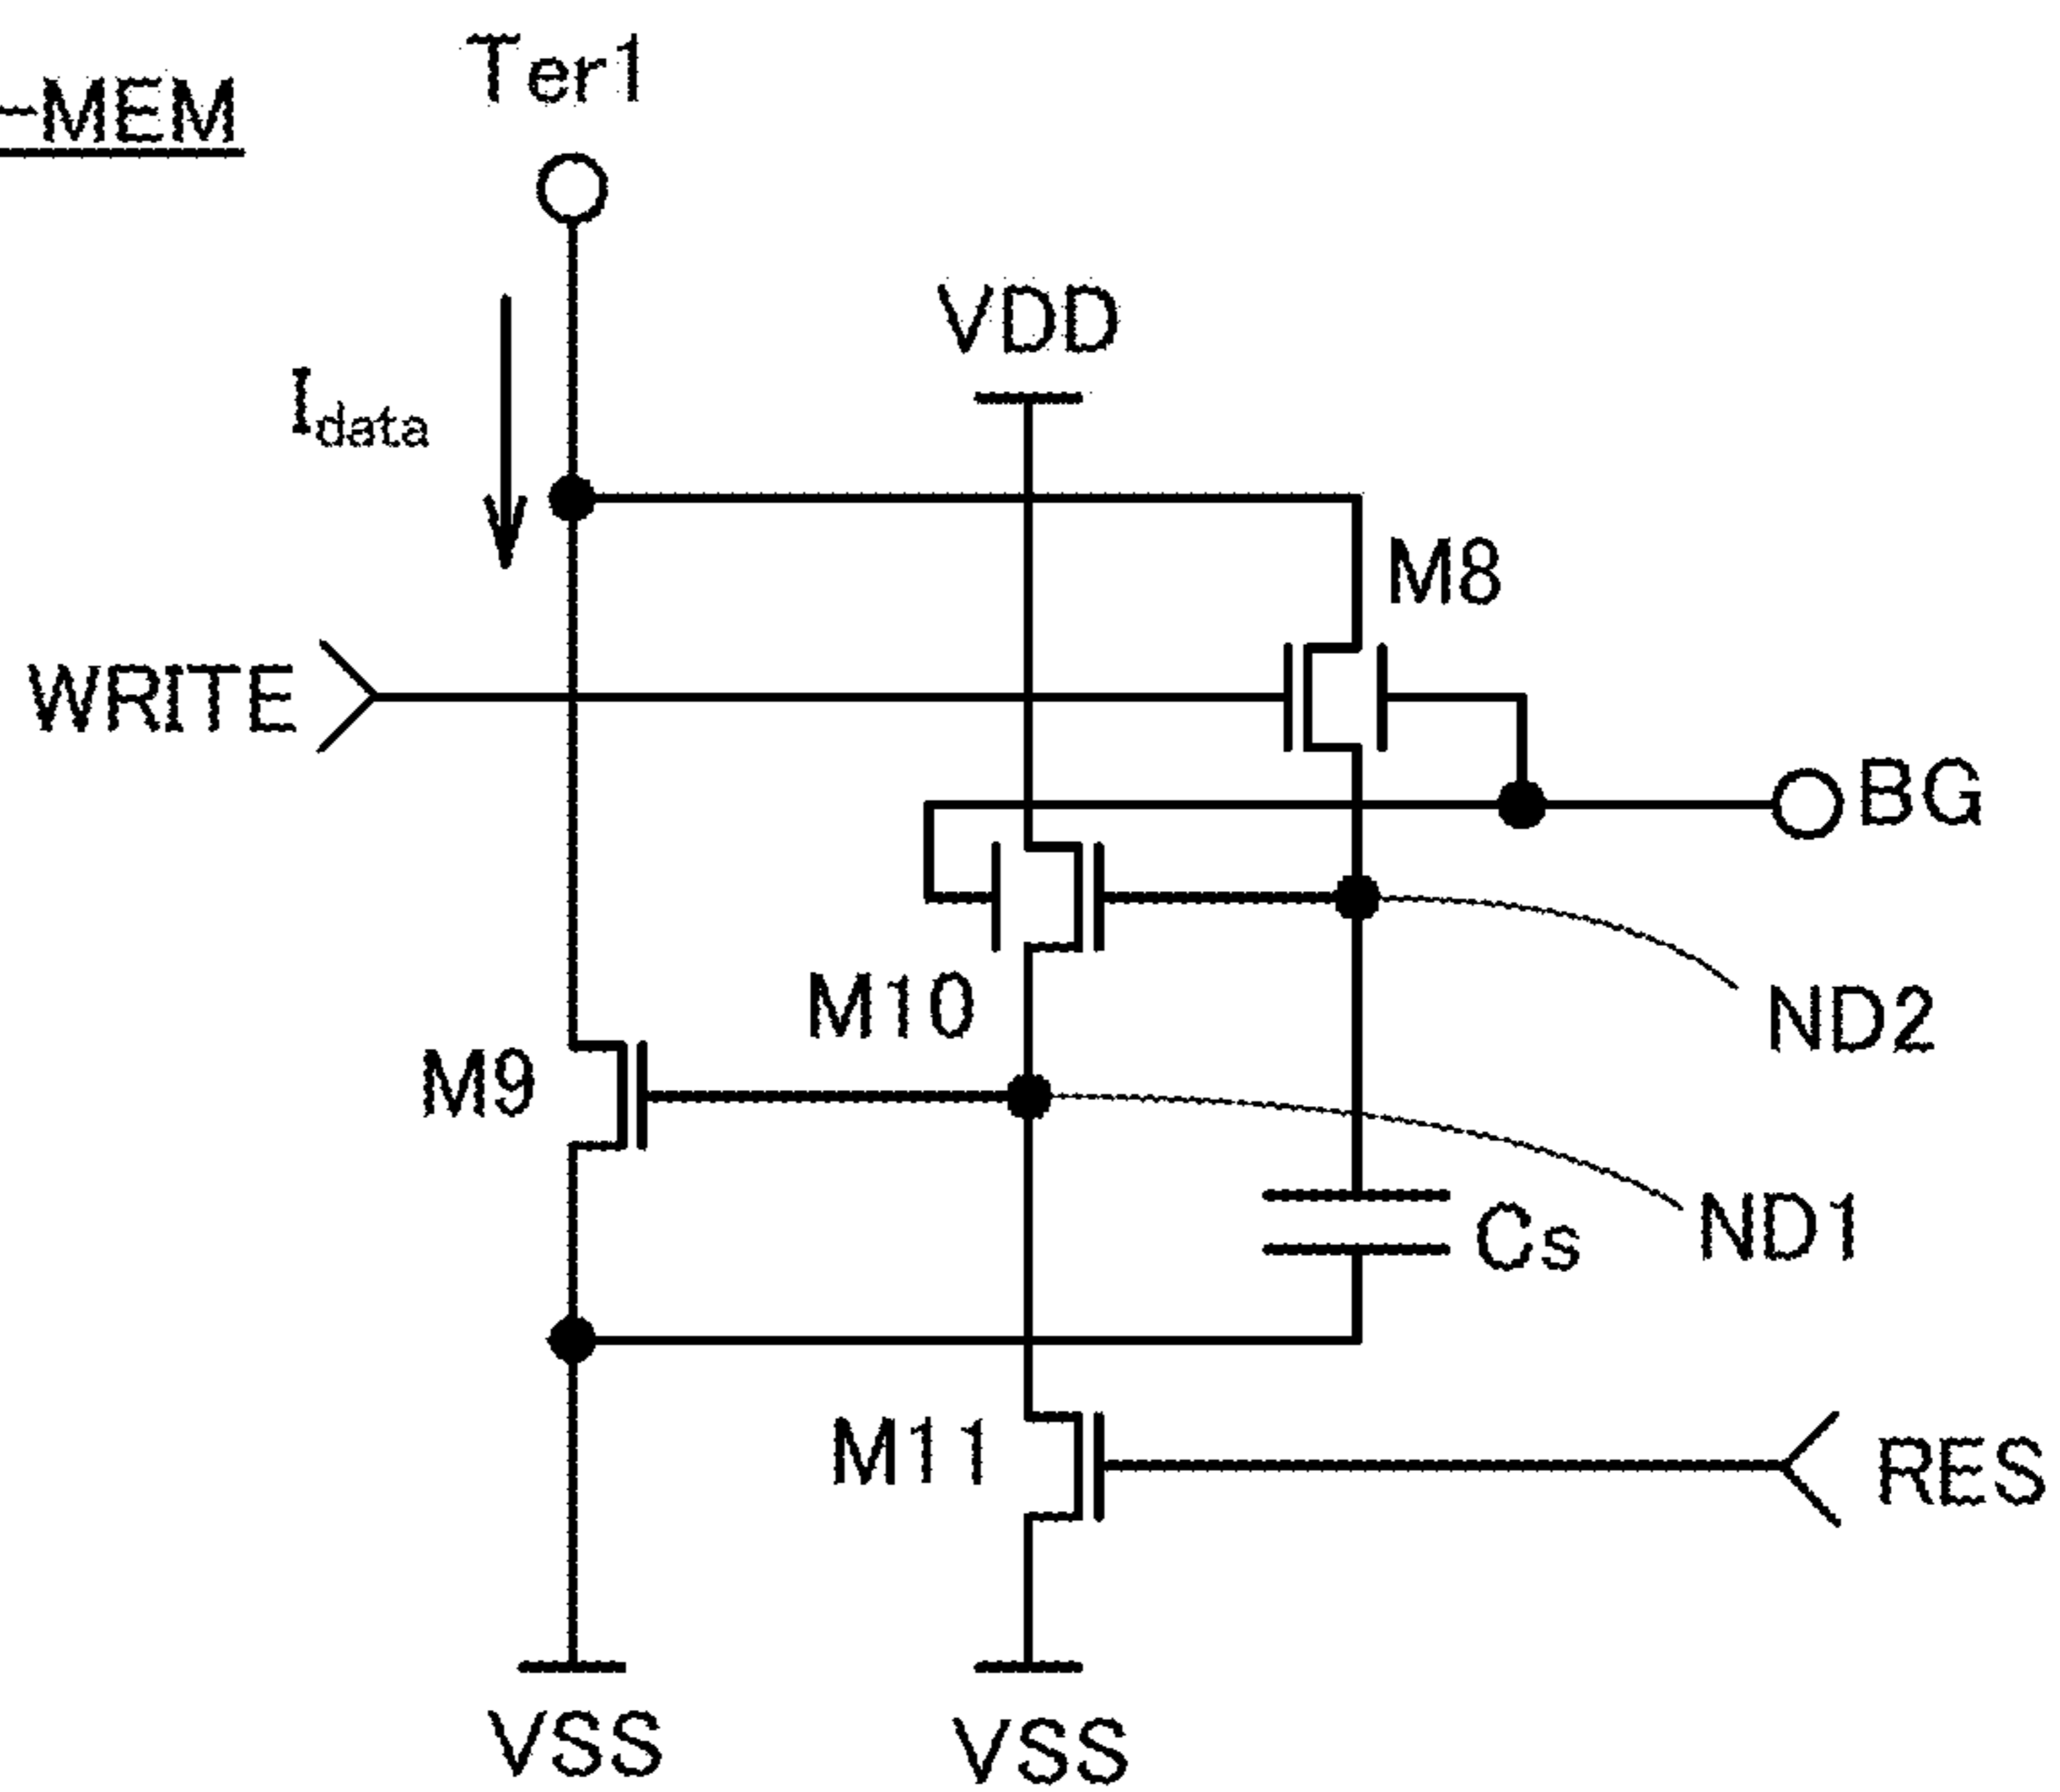 Ter1
-MEM
VDD
Idata
M8
WRITE
BG
M10
ND2
M9
ND1
Cs
M11
RES
VSS
VSS